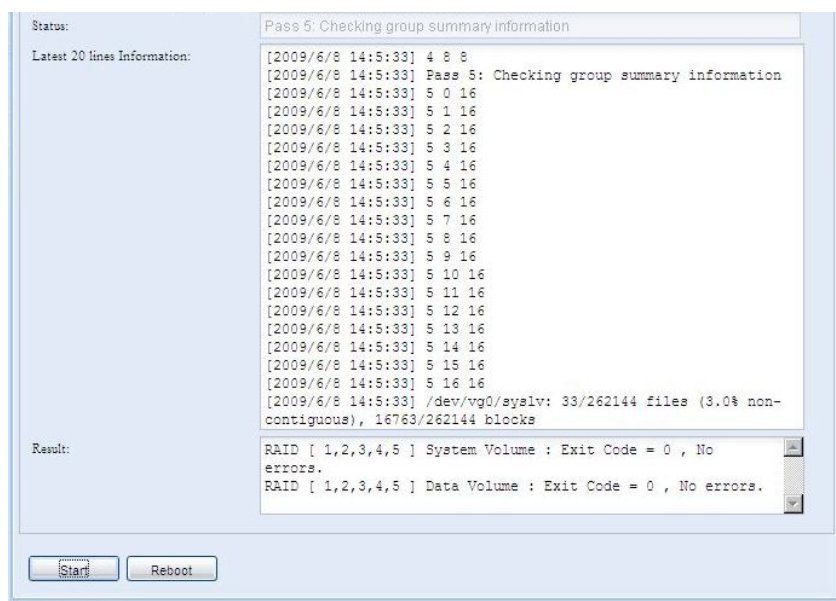 Status:
Pass 5: Checking group summary information
Latest 20 lines Information:
[2009/6/8 14:5:33] 4 8 8
[2009/6/8 14:5:33] Pass 5: Checking group summary information
[2009/6/8 14:5:33] 5 0 16
[2009/6/8 14:5:33] 5 1 16
[2009/6/8 14:5:33] 5 2 16
[2009/6/8 14:5:33] 5 3 16
[2009/6/8 14:5:33] 5 4 16
[2009/6/8 14:5:33] 5 5 16
[2009/6/8 14:5:33] 5 6 16
[2009/6/8 14:5:33] 5 7 16
[2009/6/8 14:5:33] 5 8 16
[2009/6/8 14:5:33] 5 9 16
[2009/6/8 14:5:33] 5 10 16
[2009/6/8 14:5:33] 5 11 16
[2009/6/8 14:5:33] 5 12 16
[2009/6/8 14:5:33] 5 13 16
[2009/6/8 14:5:33] 5 14 16
[2009/6/8 14:5:33] 5 15 16
[2009/6/8 14:5:33] 5 16 16
[2009/6/8 14:5:33] /dev/vg0/syslv: 33/262144 files (3.0% non-
contiguous), 16763/262144 blocks
Result:
RAID [ 1,2,3,4,5 ] System Volume : Exit Code = 0 , No
errors.
RAID [ 1,2,3,4,5 ] Data Volume : Exit Code = 0 , No errors.
Start
Reboot